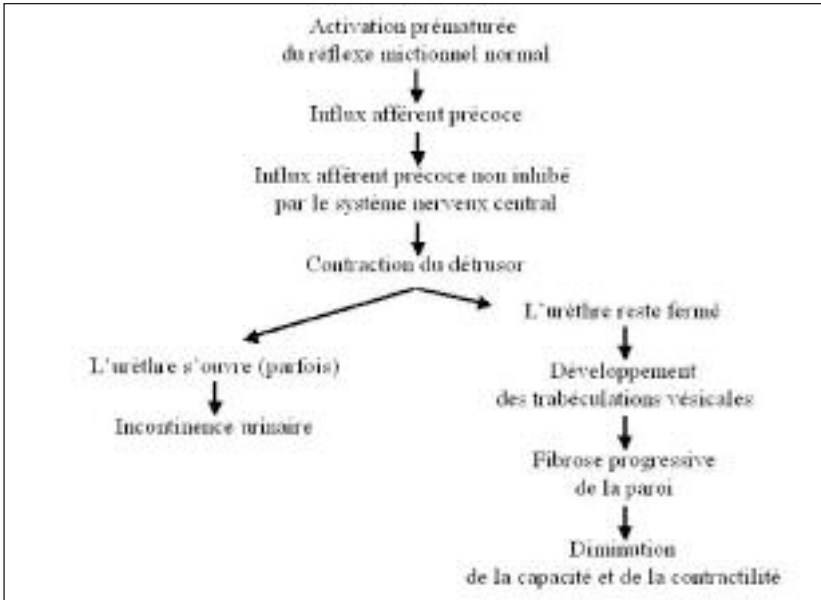 Activation prématurée
du réflexe mictionnel normal
Influx afférent précoce
Influx afférent précoce non inhibé
par le système nerveux central
Contraction du détrusor
L'urèthre s'ouvre (parfois)
Incontinence urinaire
L'urèthre reste fermé
Développement
des trabéculations vésicales
Fibrose progressive
de la paroi
Diminution
de la capacité et de la contractilité